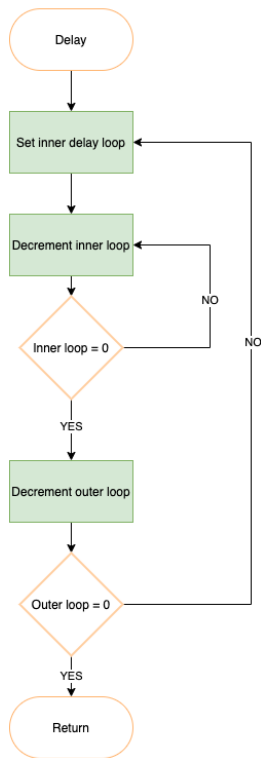 Delay
Set inner delay loop
Decrement inner loop
NO
Inner loop = 0
NO
YES
Decrement outer loop
Outer loop = 0
YES
Return